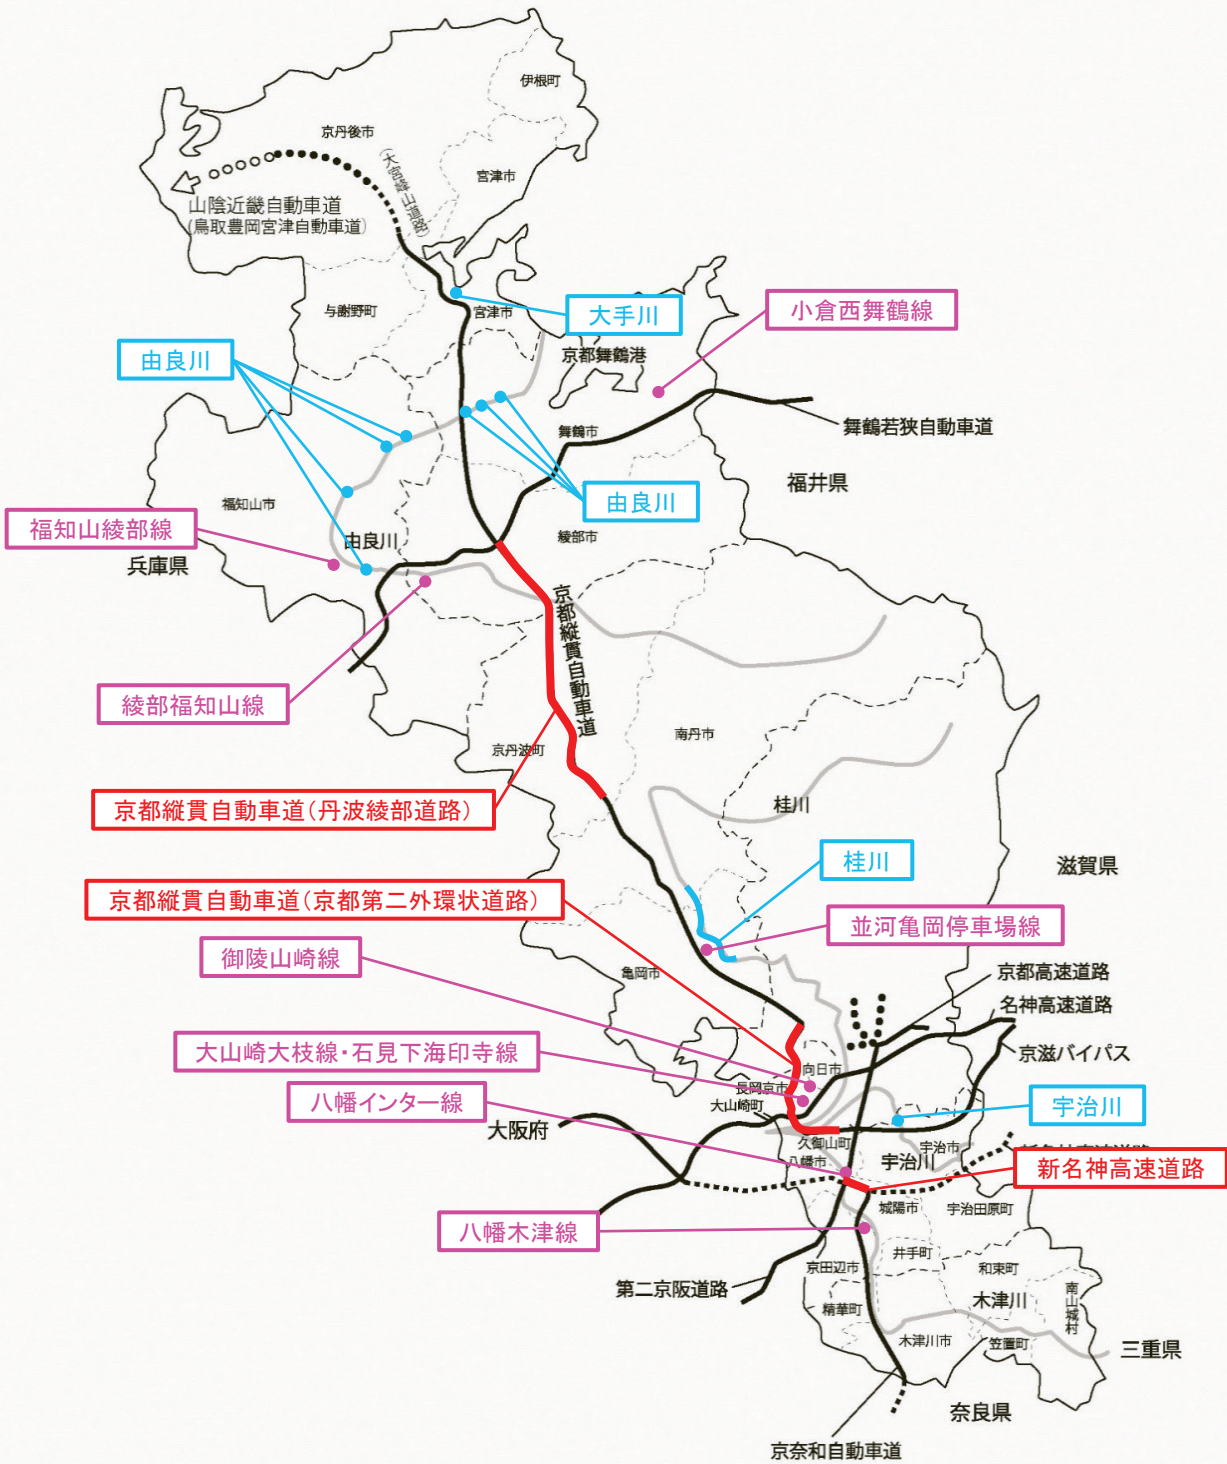 伊根町
京丹後市
(大宮峰山道路)
宮津市
山陰近畿自動車道
(鳥取豊岡宮津自動車道)
与謝野町
宮津市
大手川
小倉西舞鶴線
由良川
京都舞鶴港
舞鶴市
舞鶴若狭自動車道
福井県
福知山市
由良川
福知山綾部線
由良川
綾部市
兵庫県
京都縦貫自動車道
綾部福知山線
南丹市
京丹波町
京都縦貫自動車道(丹波綾部道路)
桂川
桂川
滋賀県
京都縦貫自動車道(京都第二外環状道路)
並河亀岡停車場線
御陵山崎線
亀岡市
京都高速道路
名神高速道路
大山崎大枝線・石見下海印寺線
京滋バイパス
向日市
長岡京市
八幡インター線
大山崎町
宇治川
大阪府
久御山町
宇治市
八幡市
宇治川
新名神高速道路
城陽市
宇治田原町
八幡木津線
井手町
京田辺市
和束町
第二京阪道路
精華町
木津川
南山城村
木津川市
笠置町
三重県
奈良県
京奈和自動車道